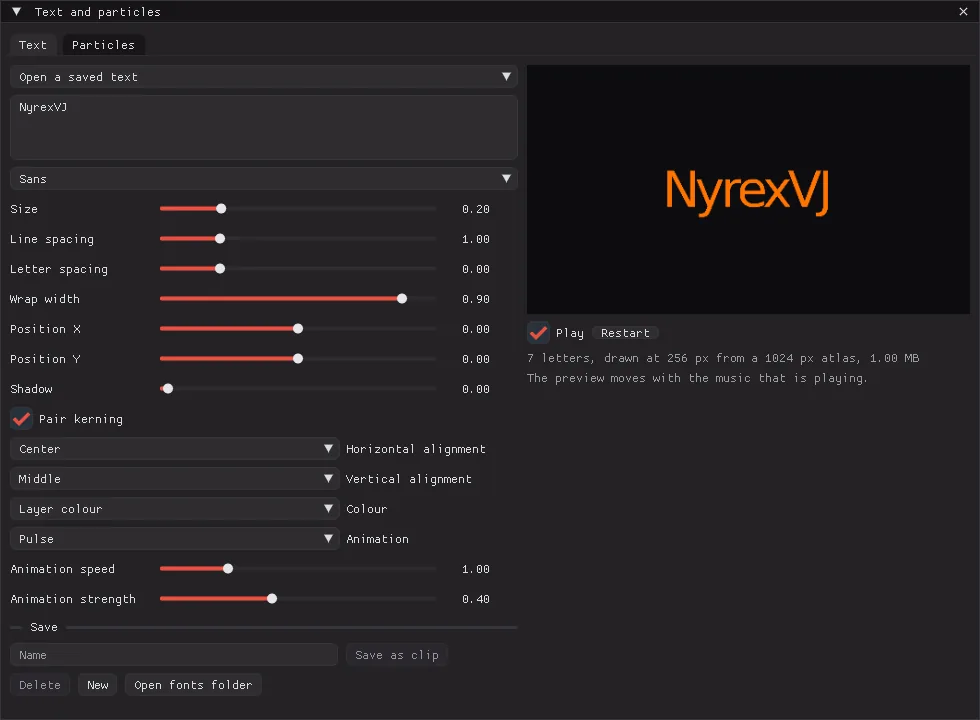 Text and particles
Text Particles
Open a saved text
NyrexVJ
Sans
Size 0.20
Line spacing 1.00
Letter spacing 0.00
Wrap width 0.90
Position X 0.00
Position Y 0.00
Shadow 0.00
Pair kerning
Center Horizontal alignment
Middle Vertical alignment
Layer colour Colour
Pulse Animation
Animation speed 1.00
Animation strength 0.40
Save
Name Save as clip
Delete New Open fonts folder
NyrexVJ
Play Restart
7 letters, drawn at 256 px from a 1024 px atlas, 1.00 MB
The preview moves with the music that is playing.